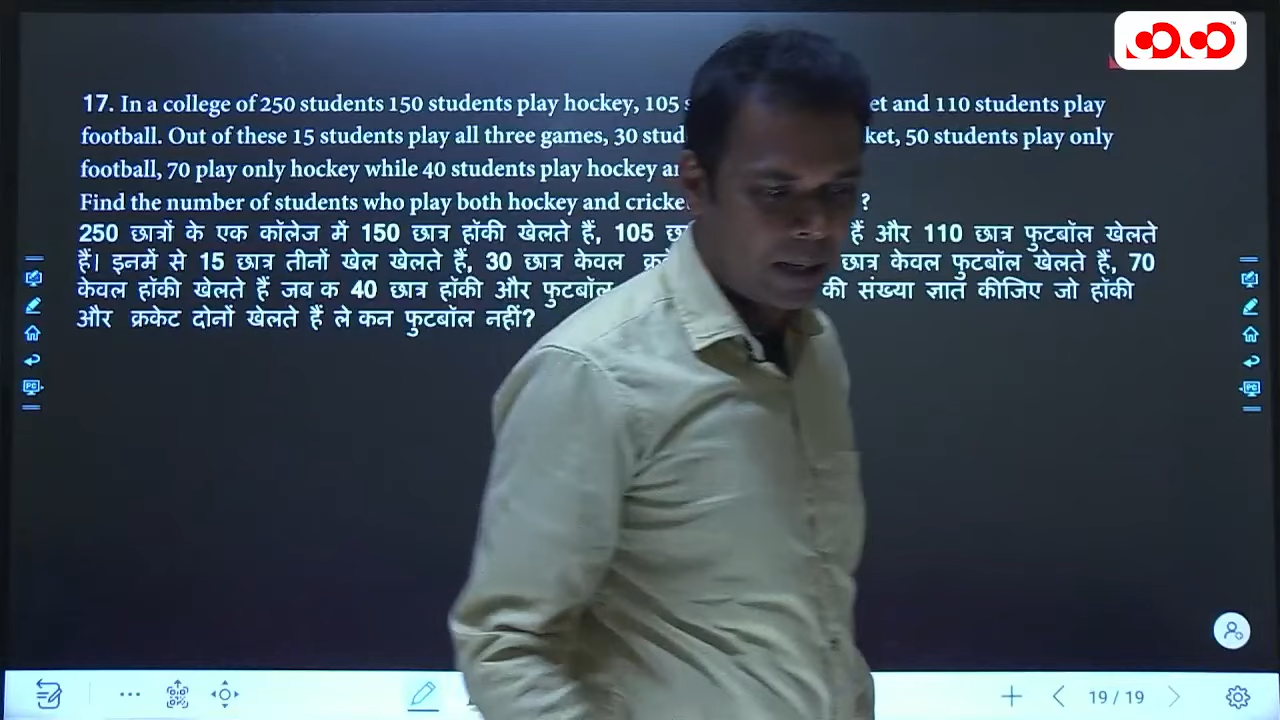 17. In a college of 250 students 150 students play hockey, 105 and 110 students play
football. Out of these 15 students play all three games, 30 50 students play only
football, 70 play only hockey while 40 students play hockey
Find the number of students who play both hockey and ?
250 छात्रों के एक कॉलेज में 150 छात्र हॉकी खेलते हैं, 105 हैं और 110 छात्र फुटबॉल खेलते
हैं। इनमें से 15 छात्र तीनों खेल खेलते हैं, 30 छात्र केवल छात्र केवल फुटबॉल खेलते हैं, 70
केवल हॉकी खेलते हैं जब क 40 छात्र हॉकी और फुटबॉल की संख्या ज्ञात कीजिए जो हॉकी
और क्रकेट दोनों खेलते हैं ले कन फुटबॉल नहीं?
PC
PC
19 / 19